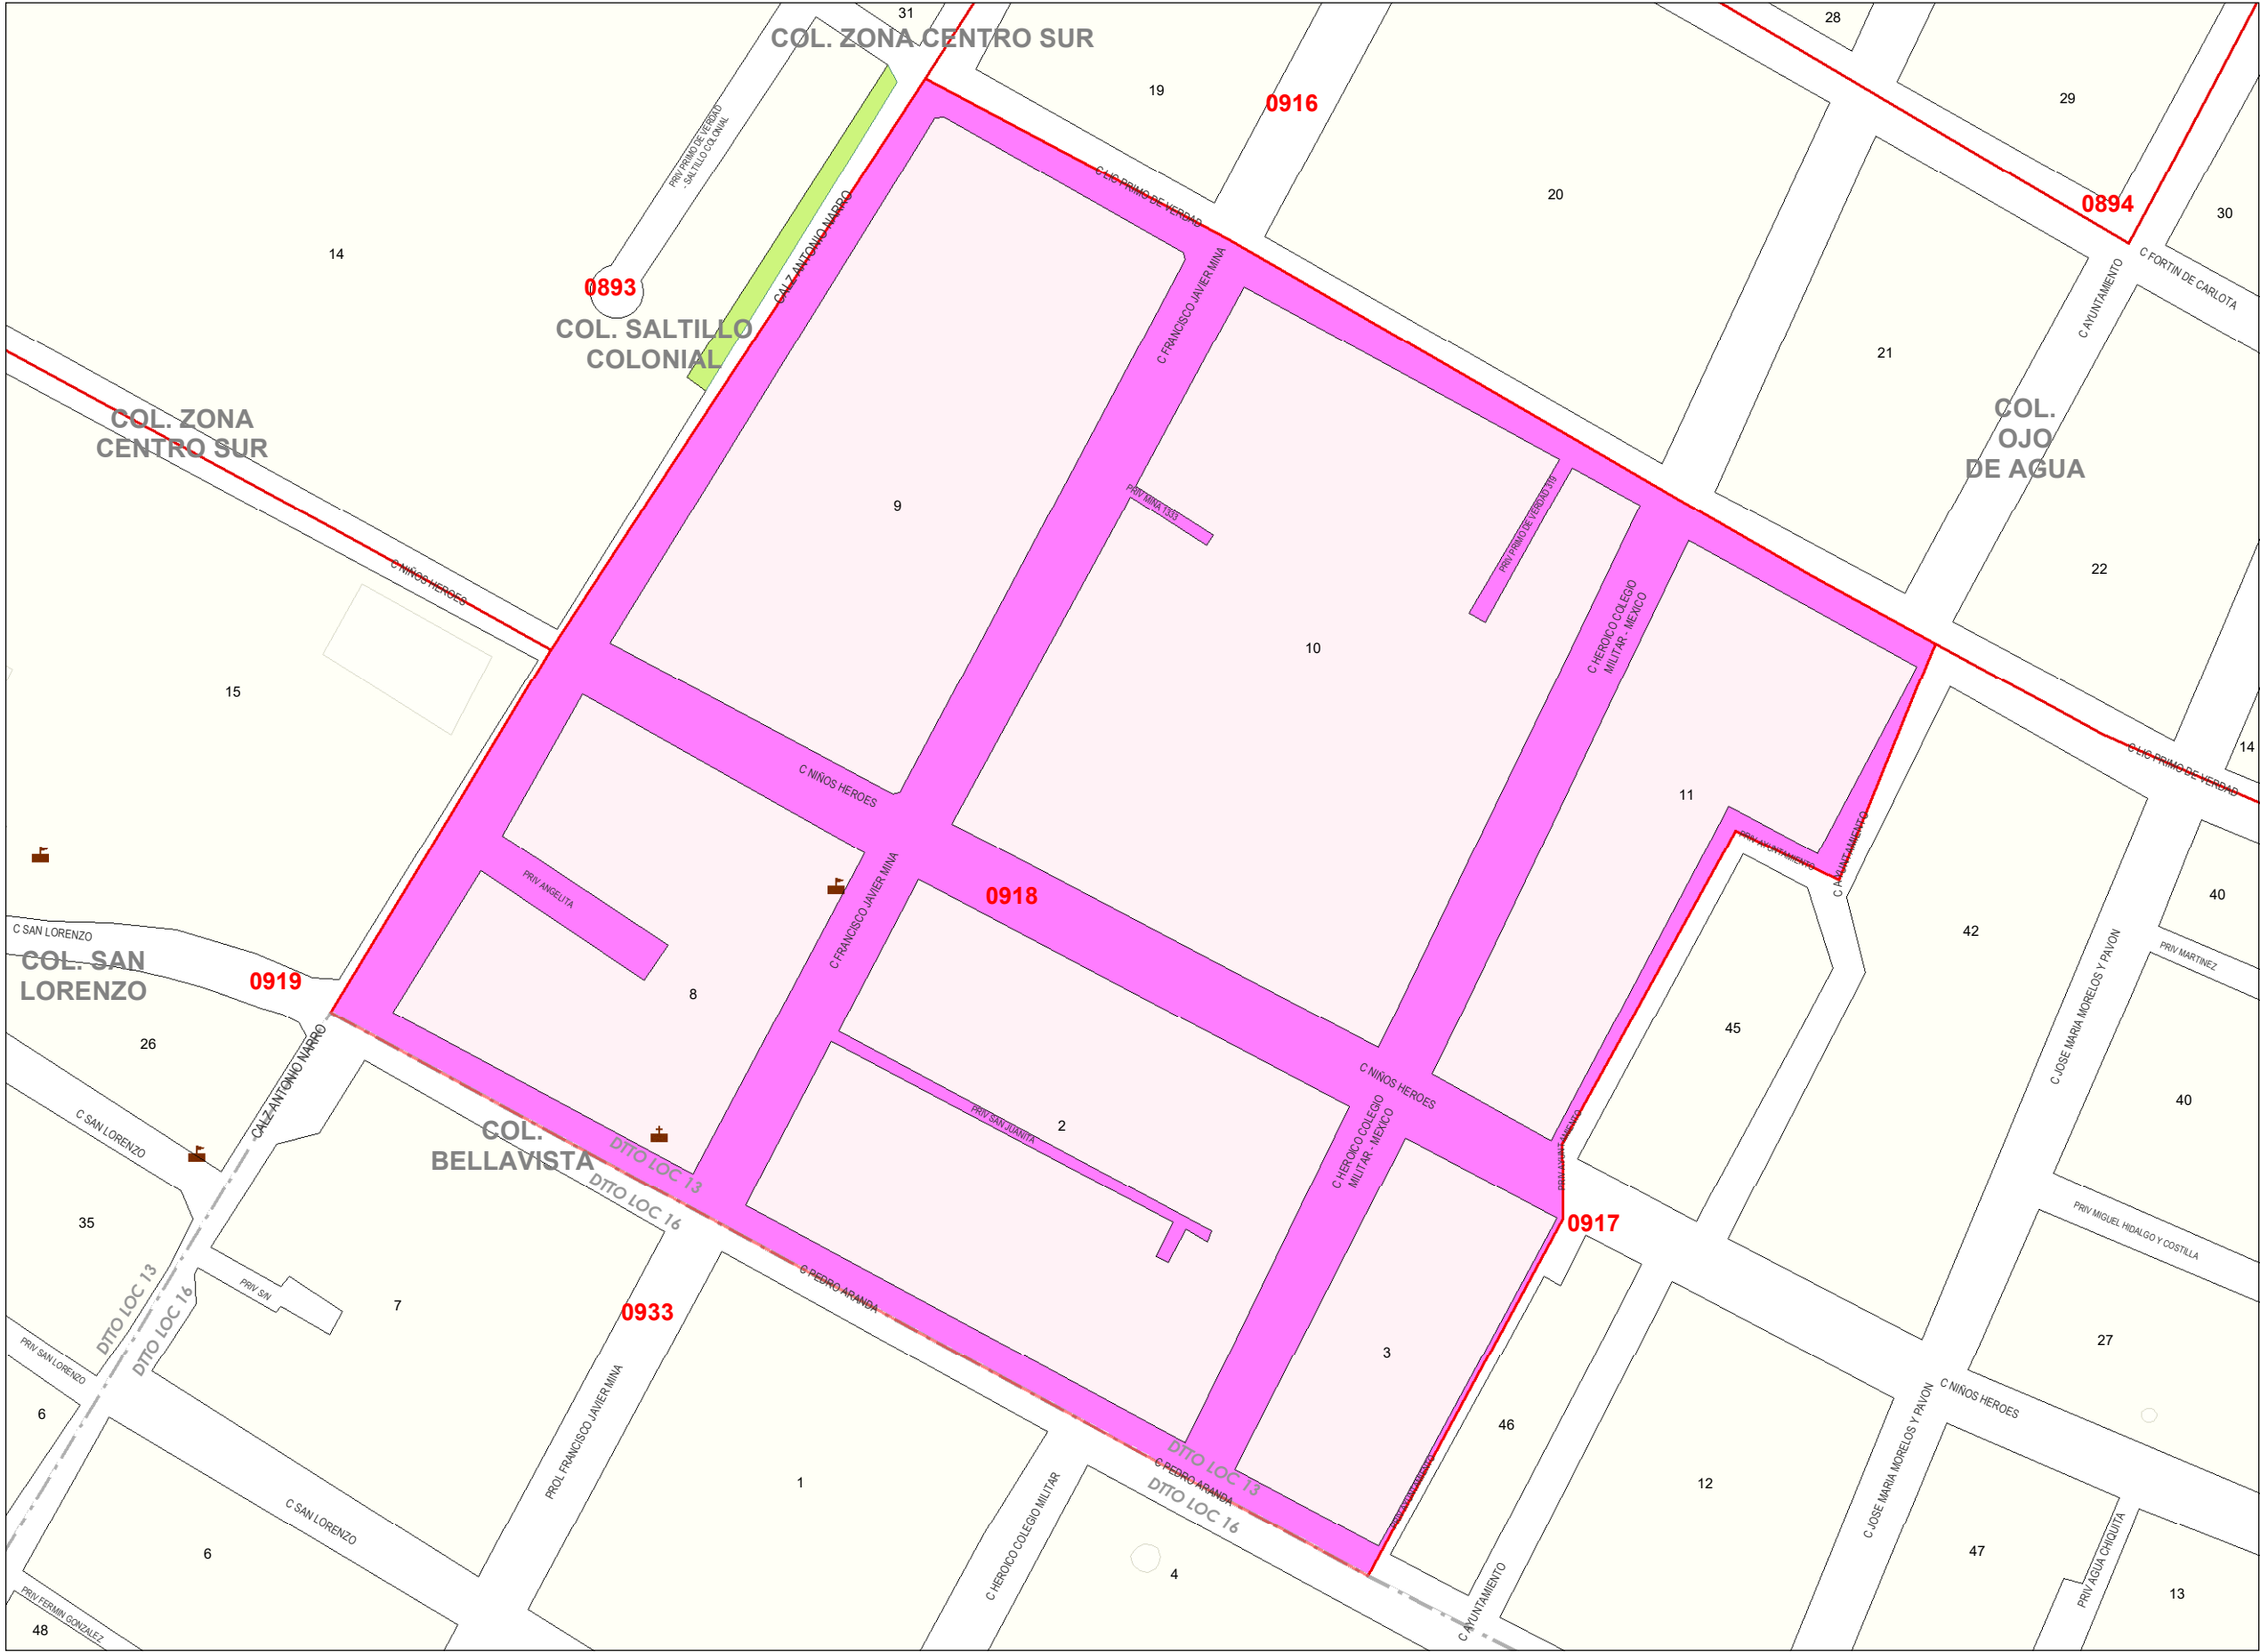 31
COL. ZONA CENTRO SUR
28
19
0916
29
PRIV PRIMO DE VERDAD
- SALTILLO COLONIAL
C LIC PRIMO DE VERDAD
20
0894
30
14
CALZ ANTONIO NARRO
0893
C FORTIN DE CARLOTA
C AYUNTAMIENTO
C FRANCISCO JAVIER MINA
COL. SALTILLO
COLONIAL
21
COL. ZONA
CENTRO SUR
COL.
OJO
DE AGUA
9
PRIV MINA 1333
PRIV PRIMO DE VERDAD 319
C NIÑOS HEROES
22
C HEROICO COLEGIO
MILITAR - MEXICO
10
15
14
C LIC PRIMO DE VERDAD
C NIÑOS HEROES
11
PRIV AYUNTAMIENTO
C AYUNTAMIENTO
PRIV ANGELITA
C FRANCISCO JAVIER MINA
0918
40
C SAN LORENZO
42
COL. SAN
LORENZO
0919
PRIV MARTINEZ
8
C JOSE MARIA MORELOS Y PAVON
45
26
CALZ ANTONIO NARRO
C NIÑOS HEROES
40
C SAN LORENZO
PRIV SAN JUANITA
2
C HEROICO COLEGIO
MILITAR - MEXICO
PRIV AYUNTAMIENTO
COL.
BELLAVISTA
DTTO LOC 13
DTTO LOC 16
35
0917
PRIV MIGUEL HIDALGO Y COSTILLA
DTTO LOC 13
DTTO LOC 16
PRIV S/N
7
0933
C PEDRO ARANDA
27
3
PRIV SAN LORENZO
C NIÑOS HEROES
6
PROL FRANCISCO JAVIER MINA
46
C JOSE MARIA MORELOS Y PAVON
DTTO LOC 13
C PEDRO ARANDA
DTTO LOC 16
PRIV AYUNTAMIENTO
1
12
C SAN LORENZO
C HEROICO COLEGIO MILITAR
6
47
PRIV AGUA CHIQUITA
4
13
C AYUNTAMIENTO
PRIV FERMIN GONZALEZ
48